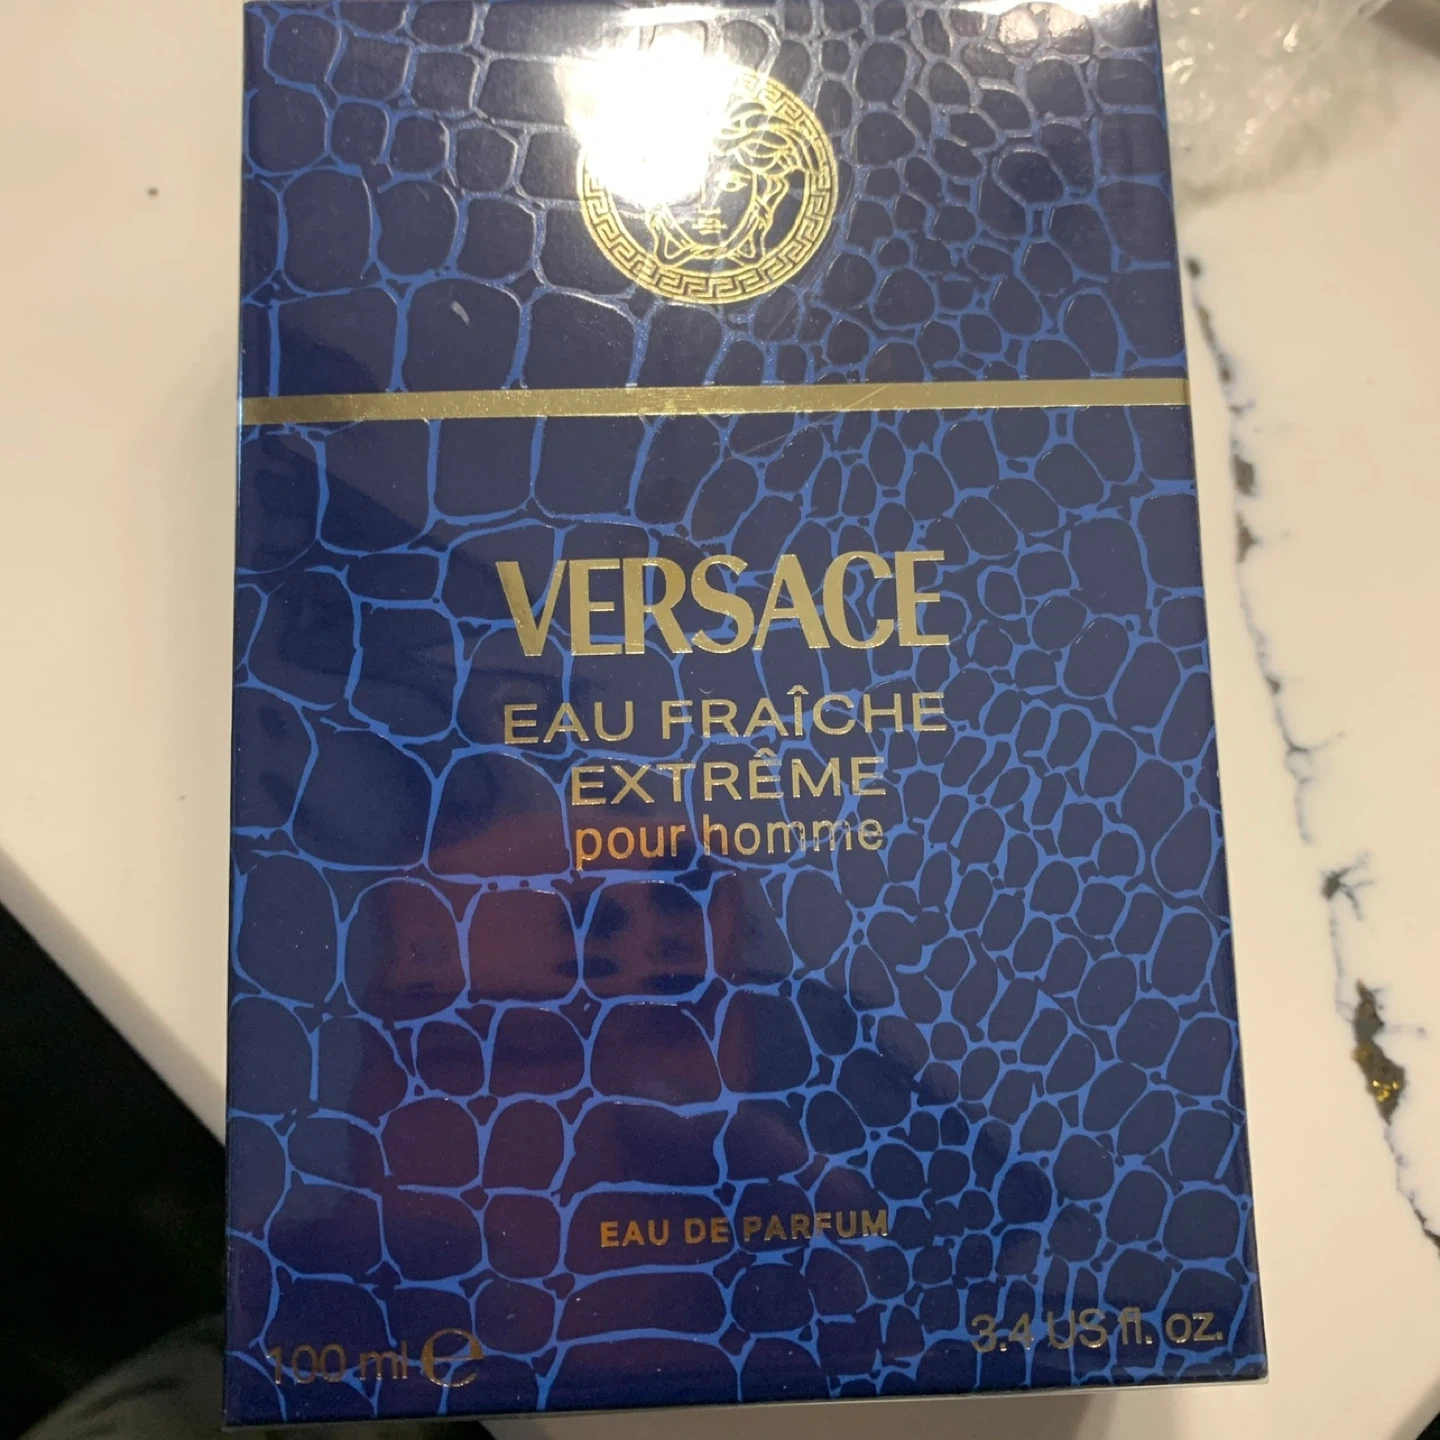 VERSACE
EAU FRAÎCHE
EXTRÊME
pour homme
EAU DE PARFUM
100 ml ℮
3.4 US fl. oz.